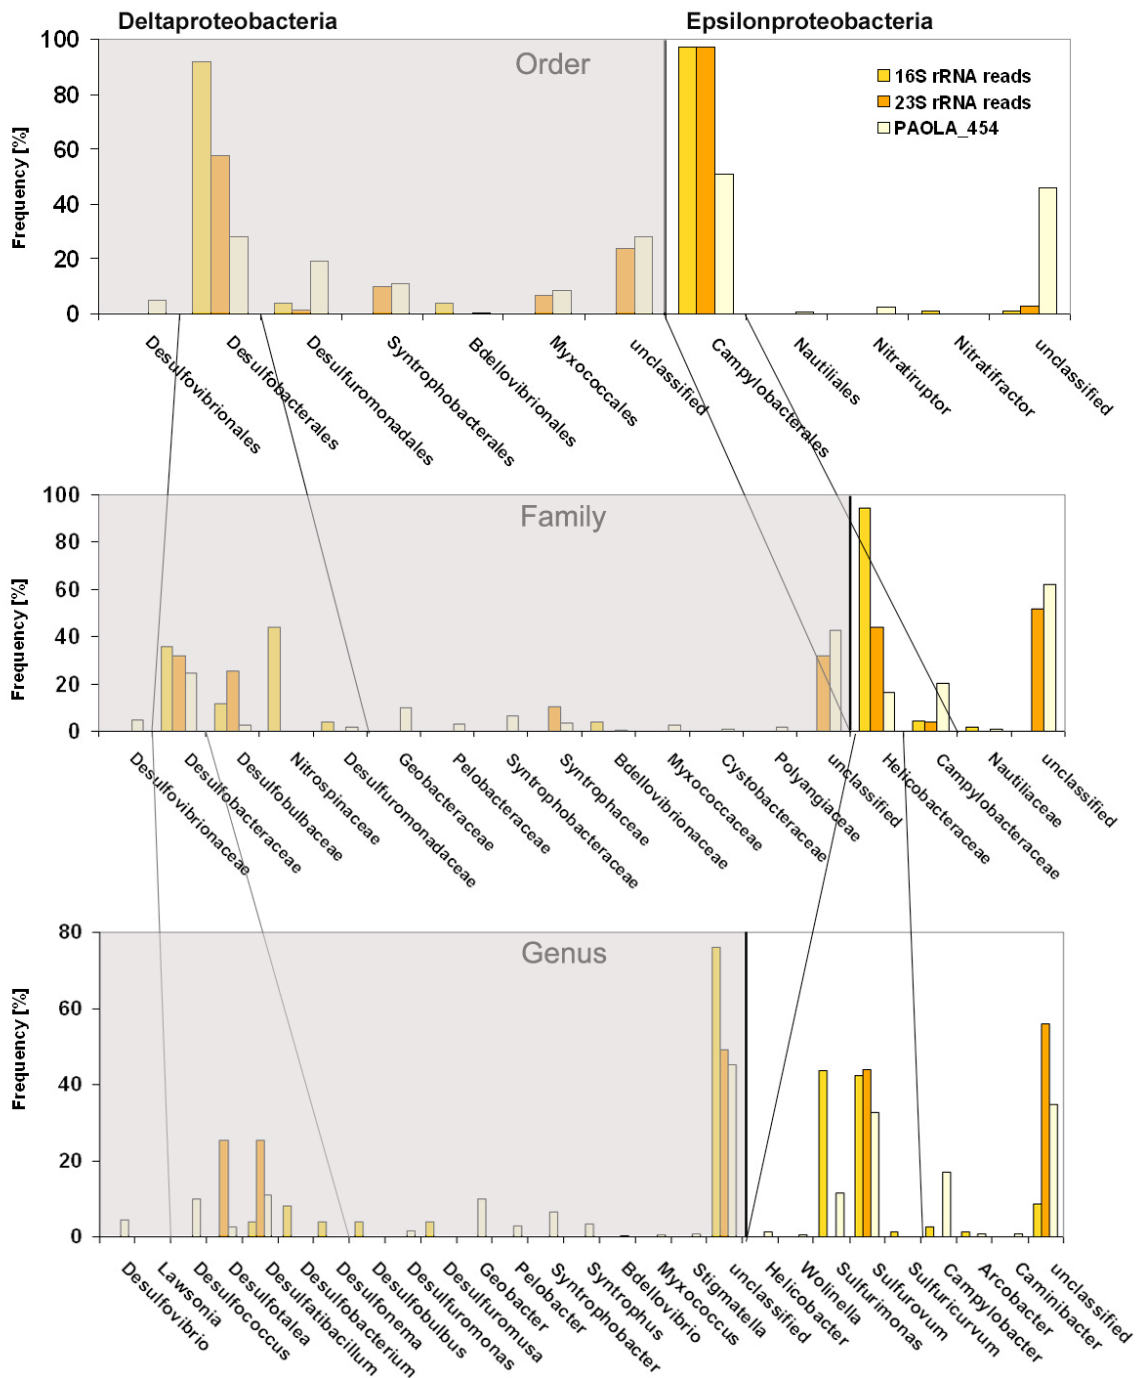 Deltaproteobacteria
Epsilonproteobacteria
Order
16S rRNA reads
23S rRNA reads
PAOLA_454
Frequency [%]
100
80
60
40
20
0
Desulfovibrionales
Desulfobacterales
Desulfuromonadales
Syntrophobacterales
Bdellovibrionales
Myxococcales
unclassified
Campylobacterales
Nautiliales
Nitratiruptor
Nitratifractor
unclassified
Family
Frequency [%]
100
80
60
40
20
0
Desulfovibrionaceae
Desulfobacteraceae
Desulfobulbaceae
Nitrospinaceae
Desulfuromonadaceae
Geobacteraceae
Pelobacteraceae
Syntrophobacteraceae
Syntrophaceae
Bdellovibrionaceae
Myxococcaceae
Cystobacteraceae
Polyangiaceae
unclassified
Helicobacteraceae
Campylobacteraceae
Nautiliaceae
unclassified
Genus
Frequency [%]
80
60
40
20
0
Desulfovibrio
Lawsonia
Desulfococcus
Desulfotalea
Desulfatibacillum
Desulfobacterium
Desulfonema
Desulfobulbus
Desulfuromonas
Desulfuromusa
Geobacter
Pelobacter
Syntrophobacter
Syntrophus
Bdellovibrio
Myxococcus
Stigmatella
unclassified
Helicobacter
Wolinella
Sulfurimonas
Sulfurovum
Sulfuricurvum
Campylobacter
Arcobacter
Caminibacter
unclassified